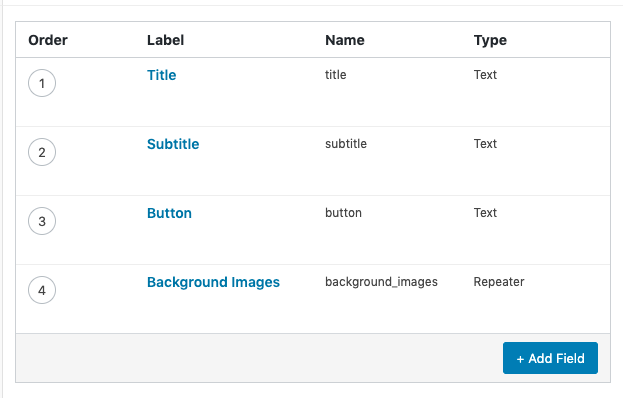 Order Label Name Type
1 Title title Text
2 Subtitle subtitle Text
3 Button button Text
4 Background Images background_images Repeater
+ Add Field